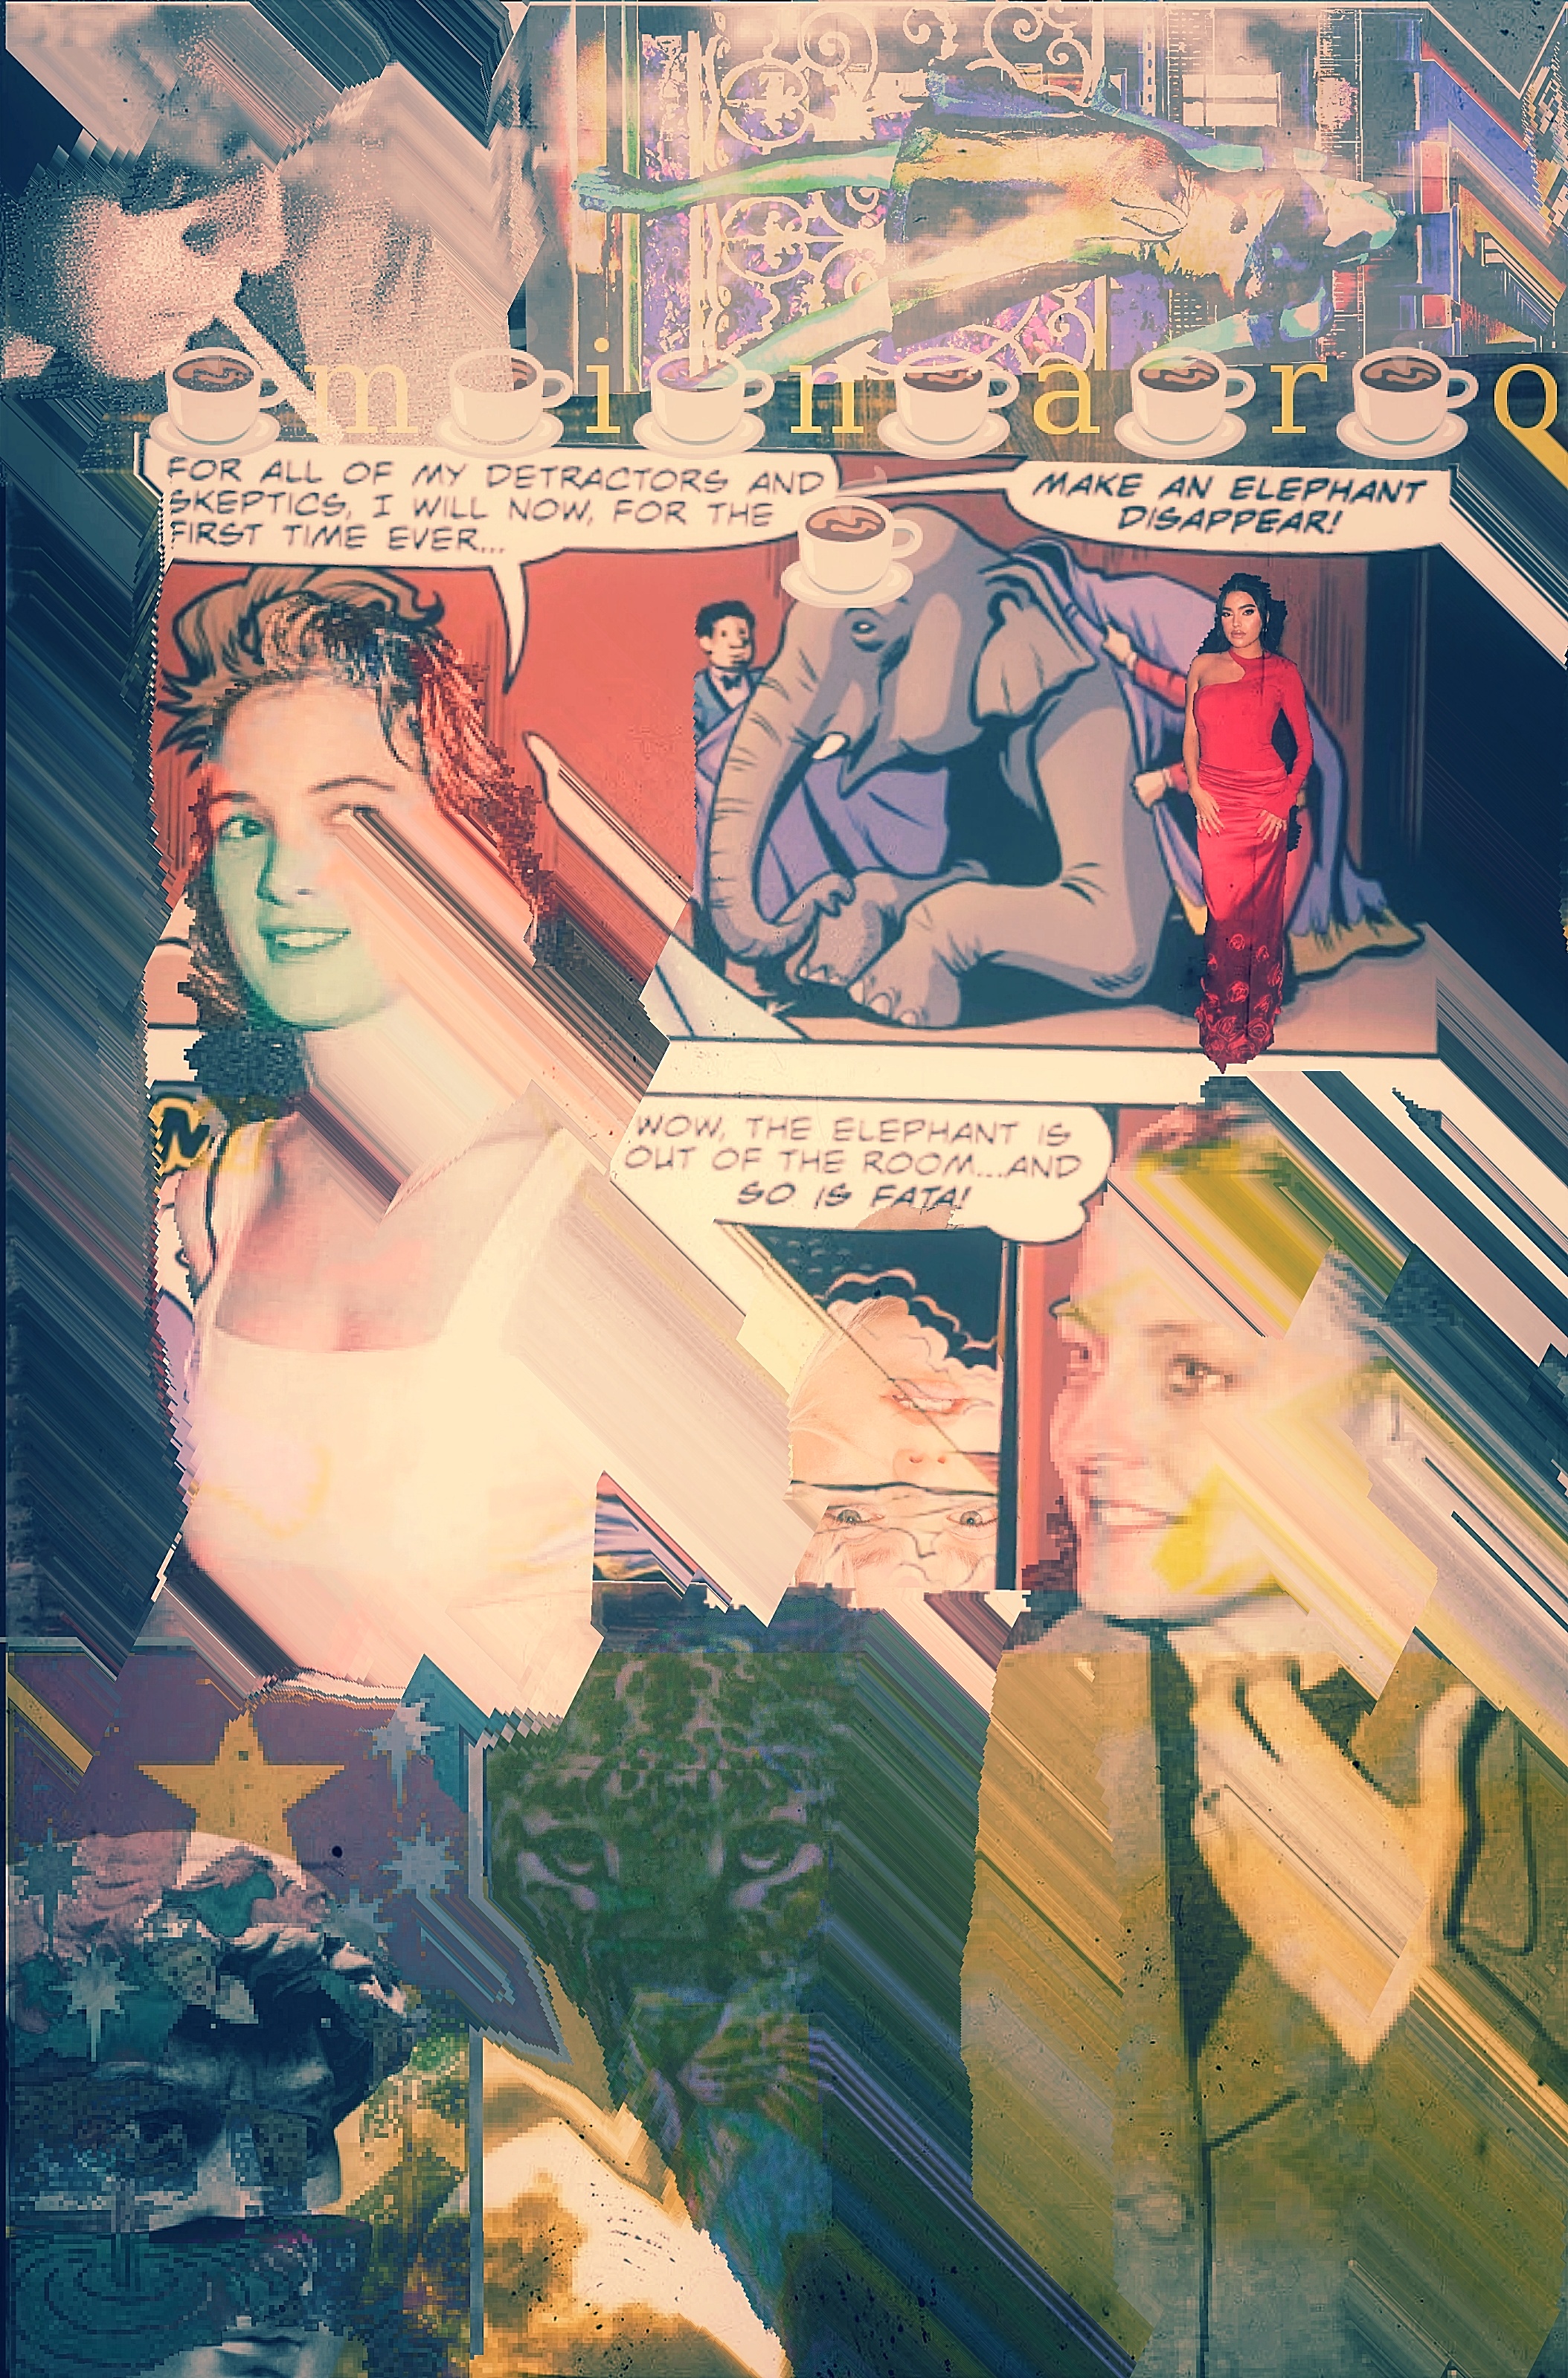 m i n a r o
FOR ALL OF MY DETRACTORS AND
SKEPTICS, I WILL NOW, FOR THE
FIRST TIME EVER...
MAKE AN ELEPHANT
DISAPPEAR!
WOW, THE ELEPHANT IS
OUT OF THE ROOM...AND
SO IS FATA!